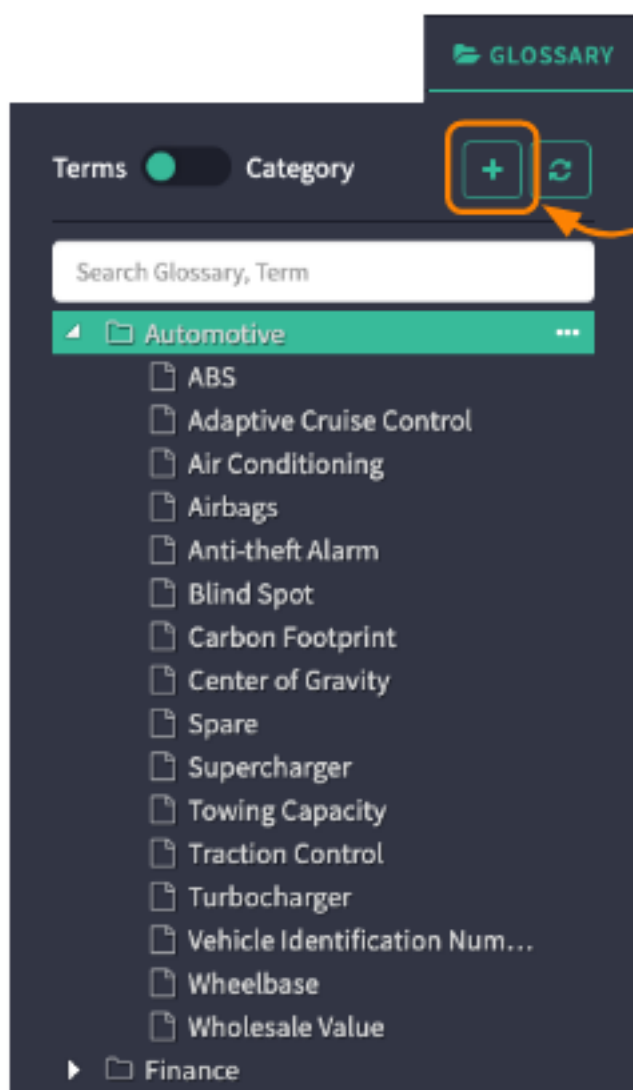 GLOSSARY
Terms Category
Search Glossary, Term
Automotive
ABS
Adaptive Cruise Control
Air Conditioning
Airbags
Anti-theft Alarm
Blind Spot
Carbon Footprint
Center of Gravity
Spare
Supercharger
Towing Capacity
Traction Control
Turbocharger
Vehicle Identification Num...
Wheelbase
Wholesale Value
Finance